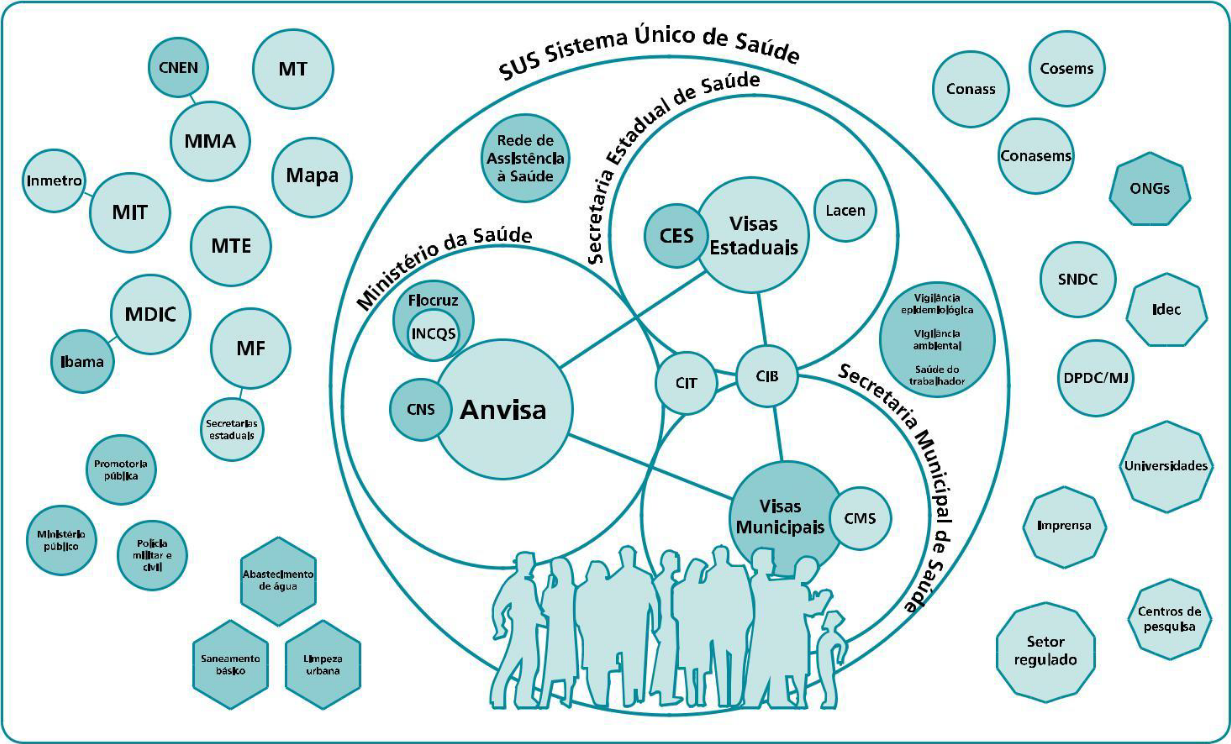 SUS Sistema Único de Saúde
CNEN
MT
MMA
Mapa
Inmetro
MIT
MTE
MDIC
Ibama
MF
Secretarias
estaduais
Promotoria
pública
Ministério
público
Polícia
militar e
civil
Abastecimento
de água
Saneamento
básico
Limpeza
urbana
Rede de
Assistência
à Saúde
Secretaria Estadual de Saúde
CES
Visas
Estaduais
Lacen
Ministério da Saúde
Fiocruz
INCQS
CNS
Anvisa
CIT
CIB
Vigilância
epidemiológica
Vigilância
ambiental
Saúde do
trabalhador
Secretaria Municipal de Saúde
Visas
Municipais
CMS
Conass
Cosems
Conasems
ONGs
SNDC
Idec
DPDC/MJ
Universidades
Imprensa
Centros de
pesquisa
Setor
regulado